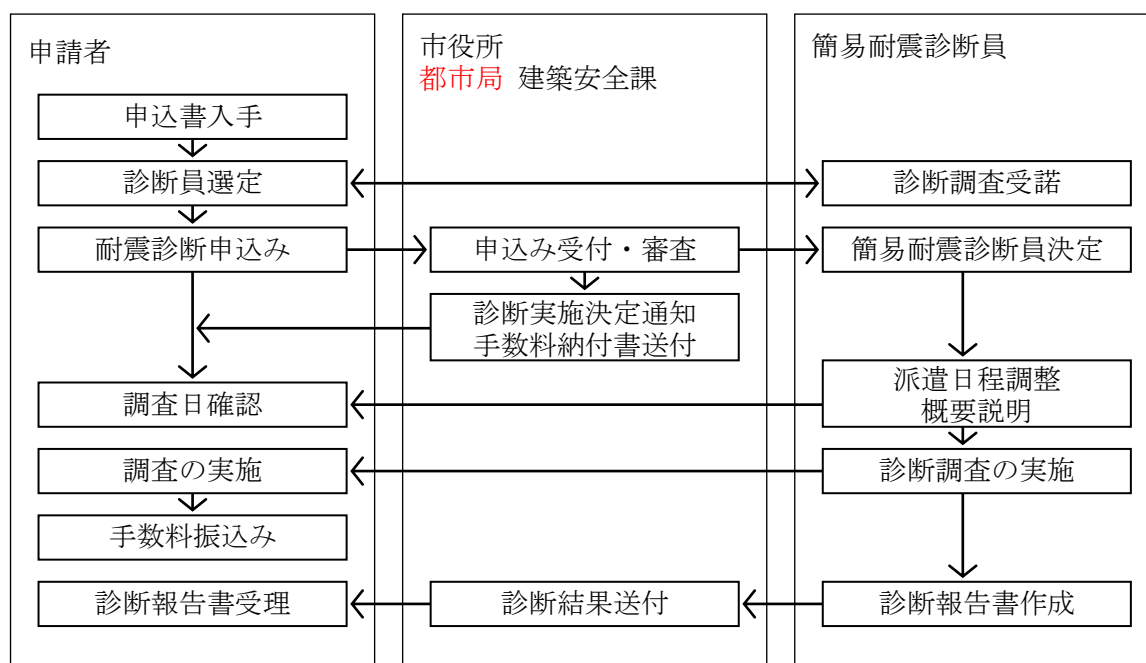 申請者
市役所
都市局 建築安全課
簡易耐震診断員
申込書入手
診断員選定
診断調査受諾
耐震診断申込み
申込み受付・審査
簡易耐震診断員決定
診断実施決定通知
手数料納付書送付
調査日確認
派遣日程調整
概要説明
調査の実施
診断調査の実施
手数料振込み
診断報告書受理
診断結果送付
診断報告書作成